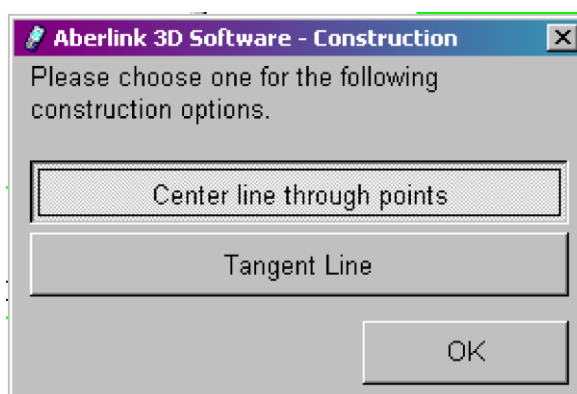 Aberlink 3D Software - Construction
Please choose one for the following
construction options.
Center line through points
Tangent Line
OK